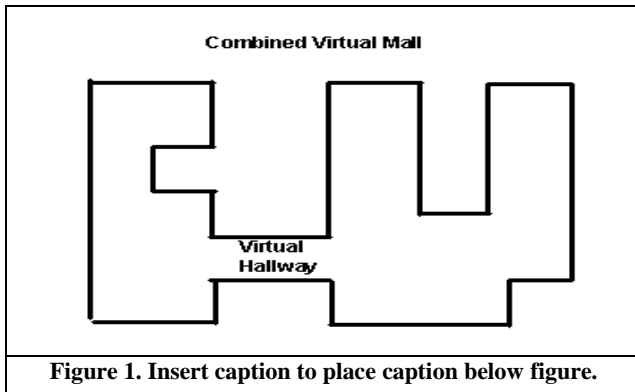 Combined Virtual Mall
Virtual
Hallway
Figure 1. Insert caption to place caption below figure.